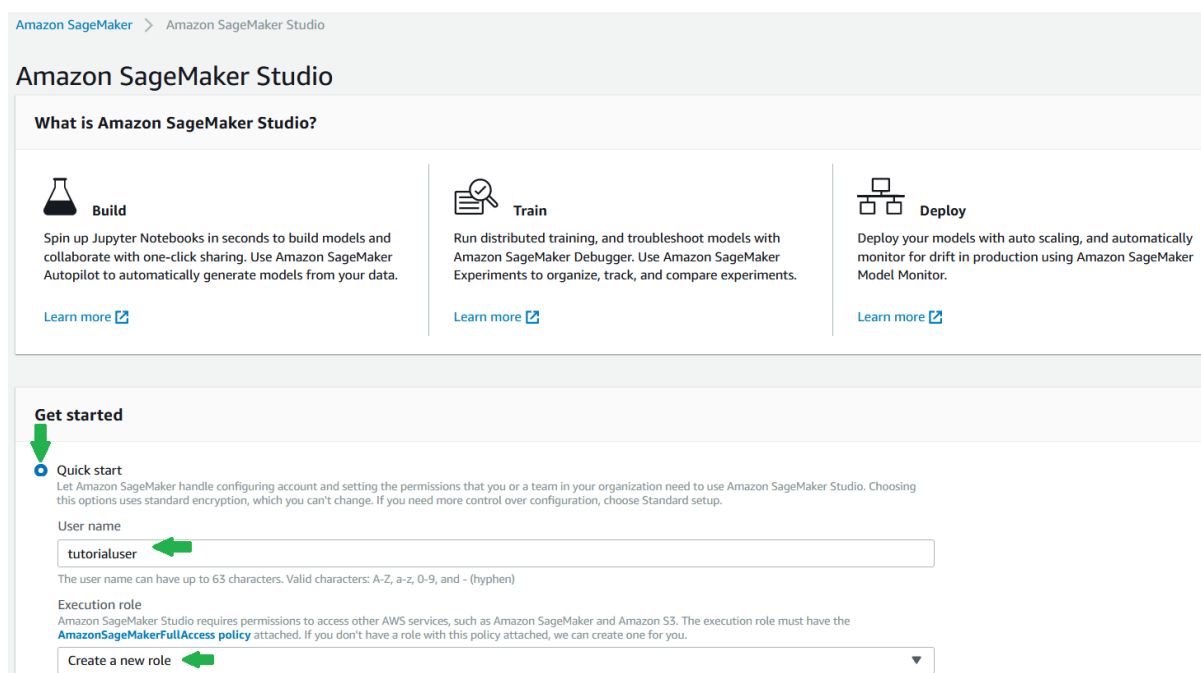 Amazon SageMaker > Amazon SageMaker Studio
Amazon SageMaker Studio
What is Amazon SageMaker Studio?
Build
Spin up Jupyter Notebooks in seconds to build models and
collaborate with one-click sharing. Use Amazon SageMaker
Autopilot to automatically generate models from your data.
Learn more
Train
Run distributed training, and troubleshoot models with
Amazon SageMaker Debugger. Use Amazon SageMaker
Experiments to organize, track, and compare experiments.
Learn more
Deploy
Deploy your models with auto scaling, and automatically
monitor for drift in production using Amazon SageMaker
Model Monitor.
Learn more
Get started
Quick start
Let Amazon SageMaker handle configuring account and setting the permissions that you or a team in your organization need to use Amazon SageMaker Studio. Choosing
this options uses standard encryption, which you can't change. If you need more control over configuration, choose Standard setup.
User name
tutorialuser
The user name can have up to 63 characters. Valid characters: A-Z, a-z, 0-9, and - (hyphen)
Execution role
Amazon SageMaker Studio requires permissions to access other AWS services, such as Amazon SageMaker and Amazon S3. The execution role must have the
AmazonSageMakerFullAccess policy attached. If you don't have a role with this policy attached, we can create one for you.
Create a new role